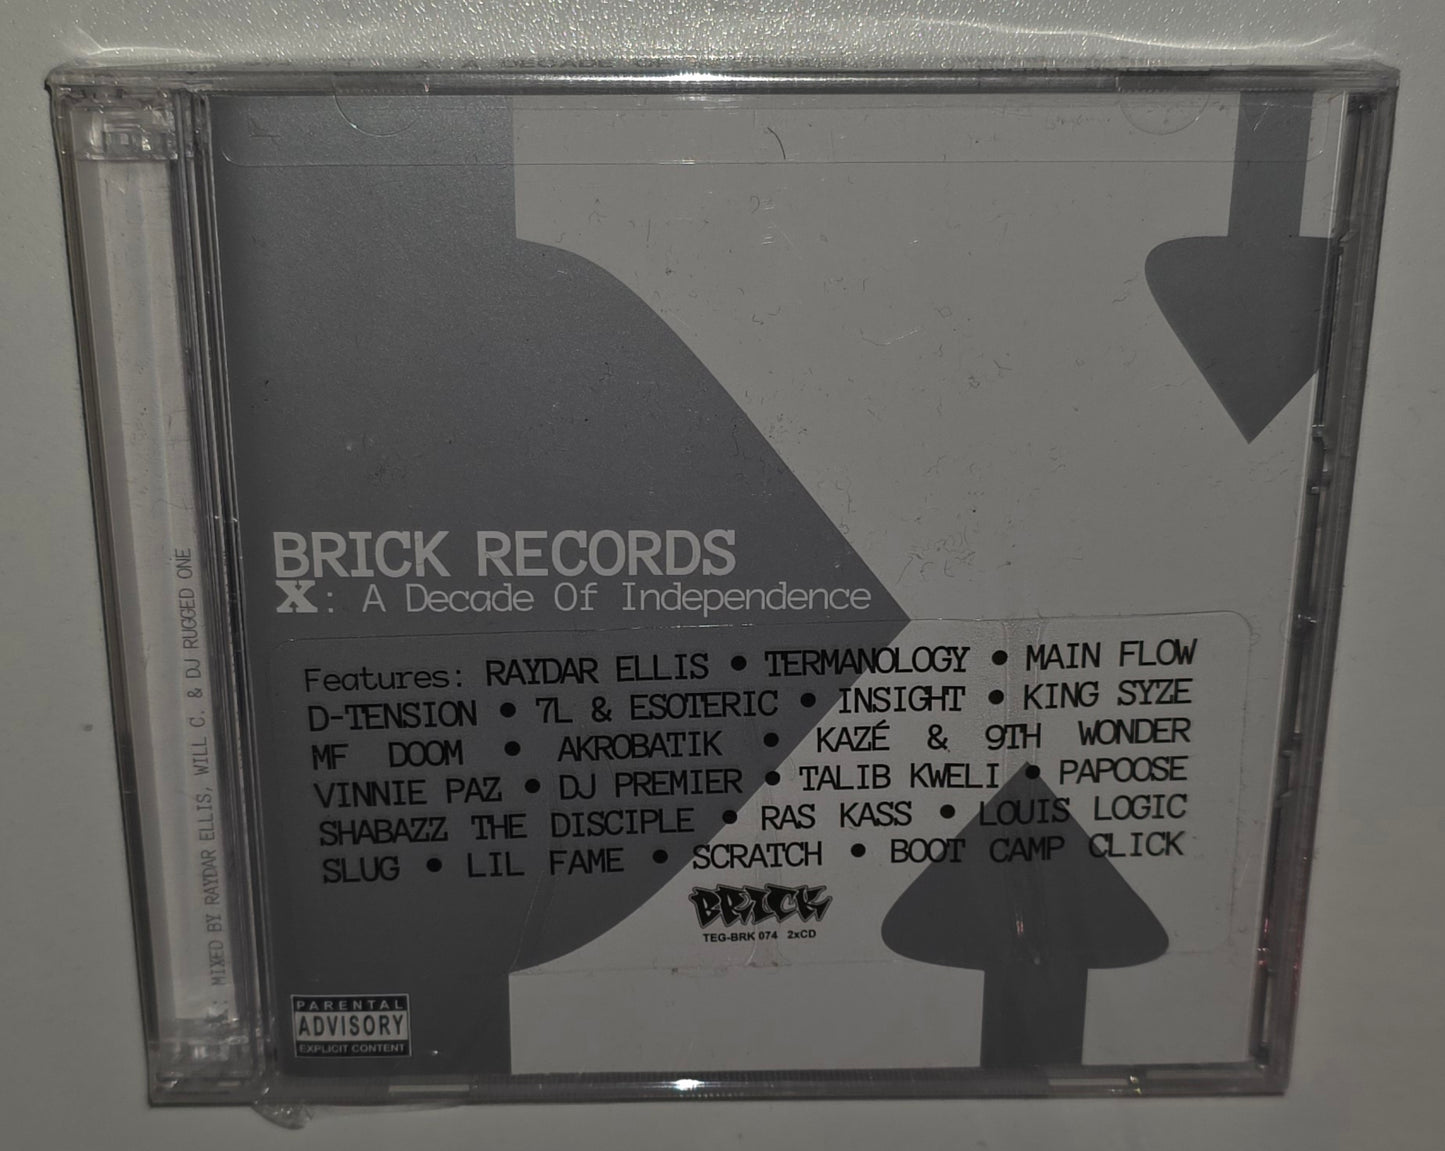 X: A DECADE OF
BRICK RECORDS
X: A Decade Of Independence
Features: RAYDAR ELLIS • TERMANOLOGY • MAIN FLOW
D-TENSION • 7L & ESOTERIC • INSIGHT • KING SYZE
MF DOOM • AKROBATIK • KAZÉ & 9TH WONDER
VINNIE PAZ • DJ PREMIER • TALIB KWELI • PAPOOSE
SHABAZZ THE DISCIPLE • RAS KASS • LOUIS LOGIC
SLUG • LIL FAME • SCRATCH • BOOT CAMP CLICK
BRICK
TEG-BRK 074 2xCD
PARENTAL
ADVISORY
EXPLICIT CONTENT
X: MIXED BY RAYDAR ELLIS, WILL C. & DJ RUGGED ONE